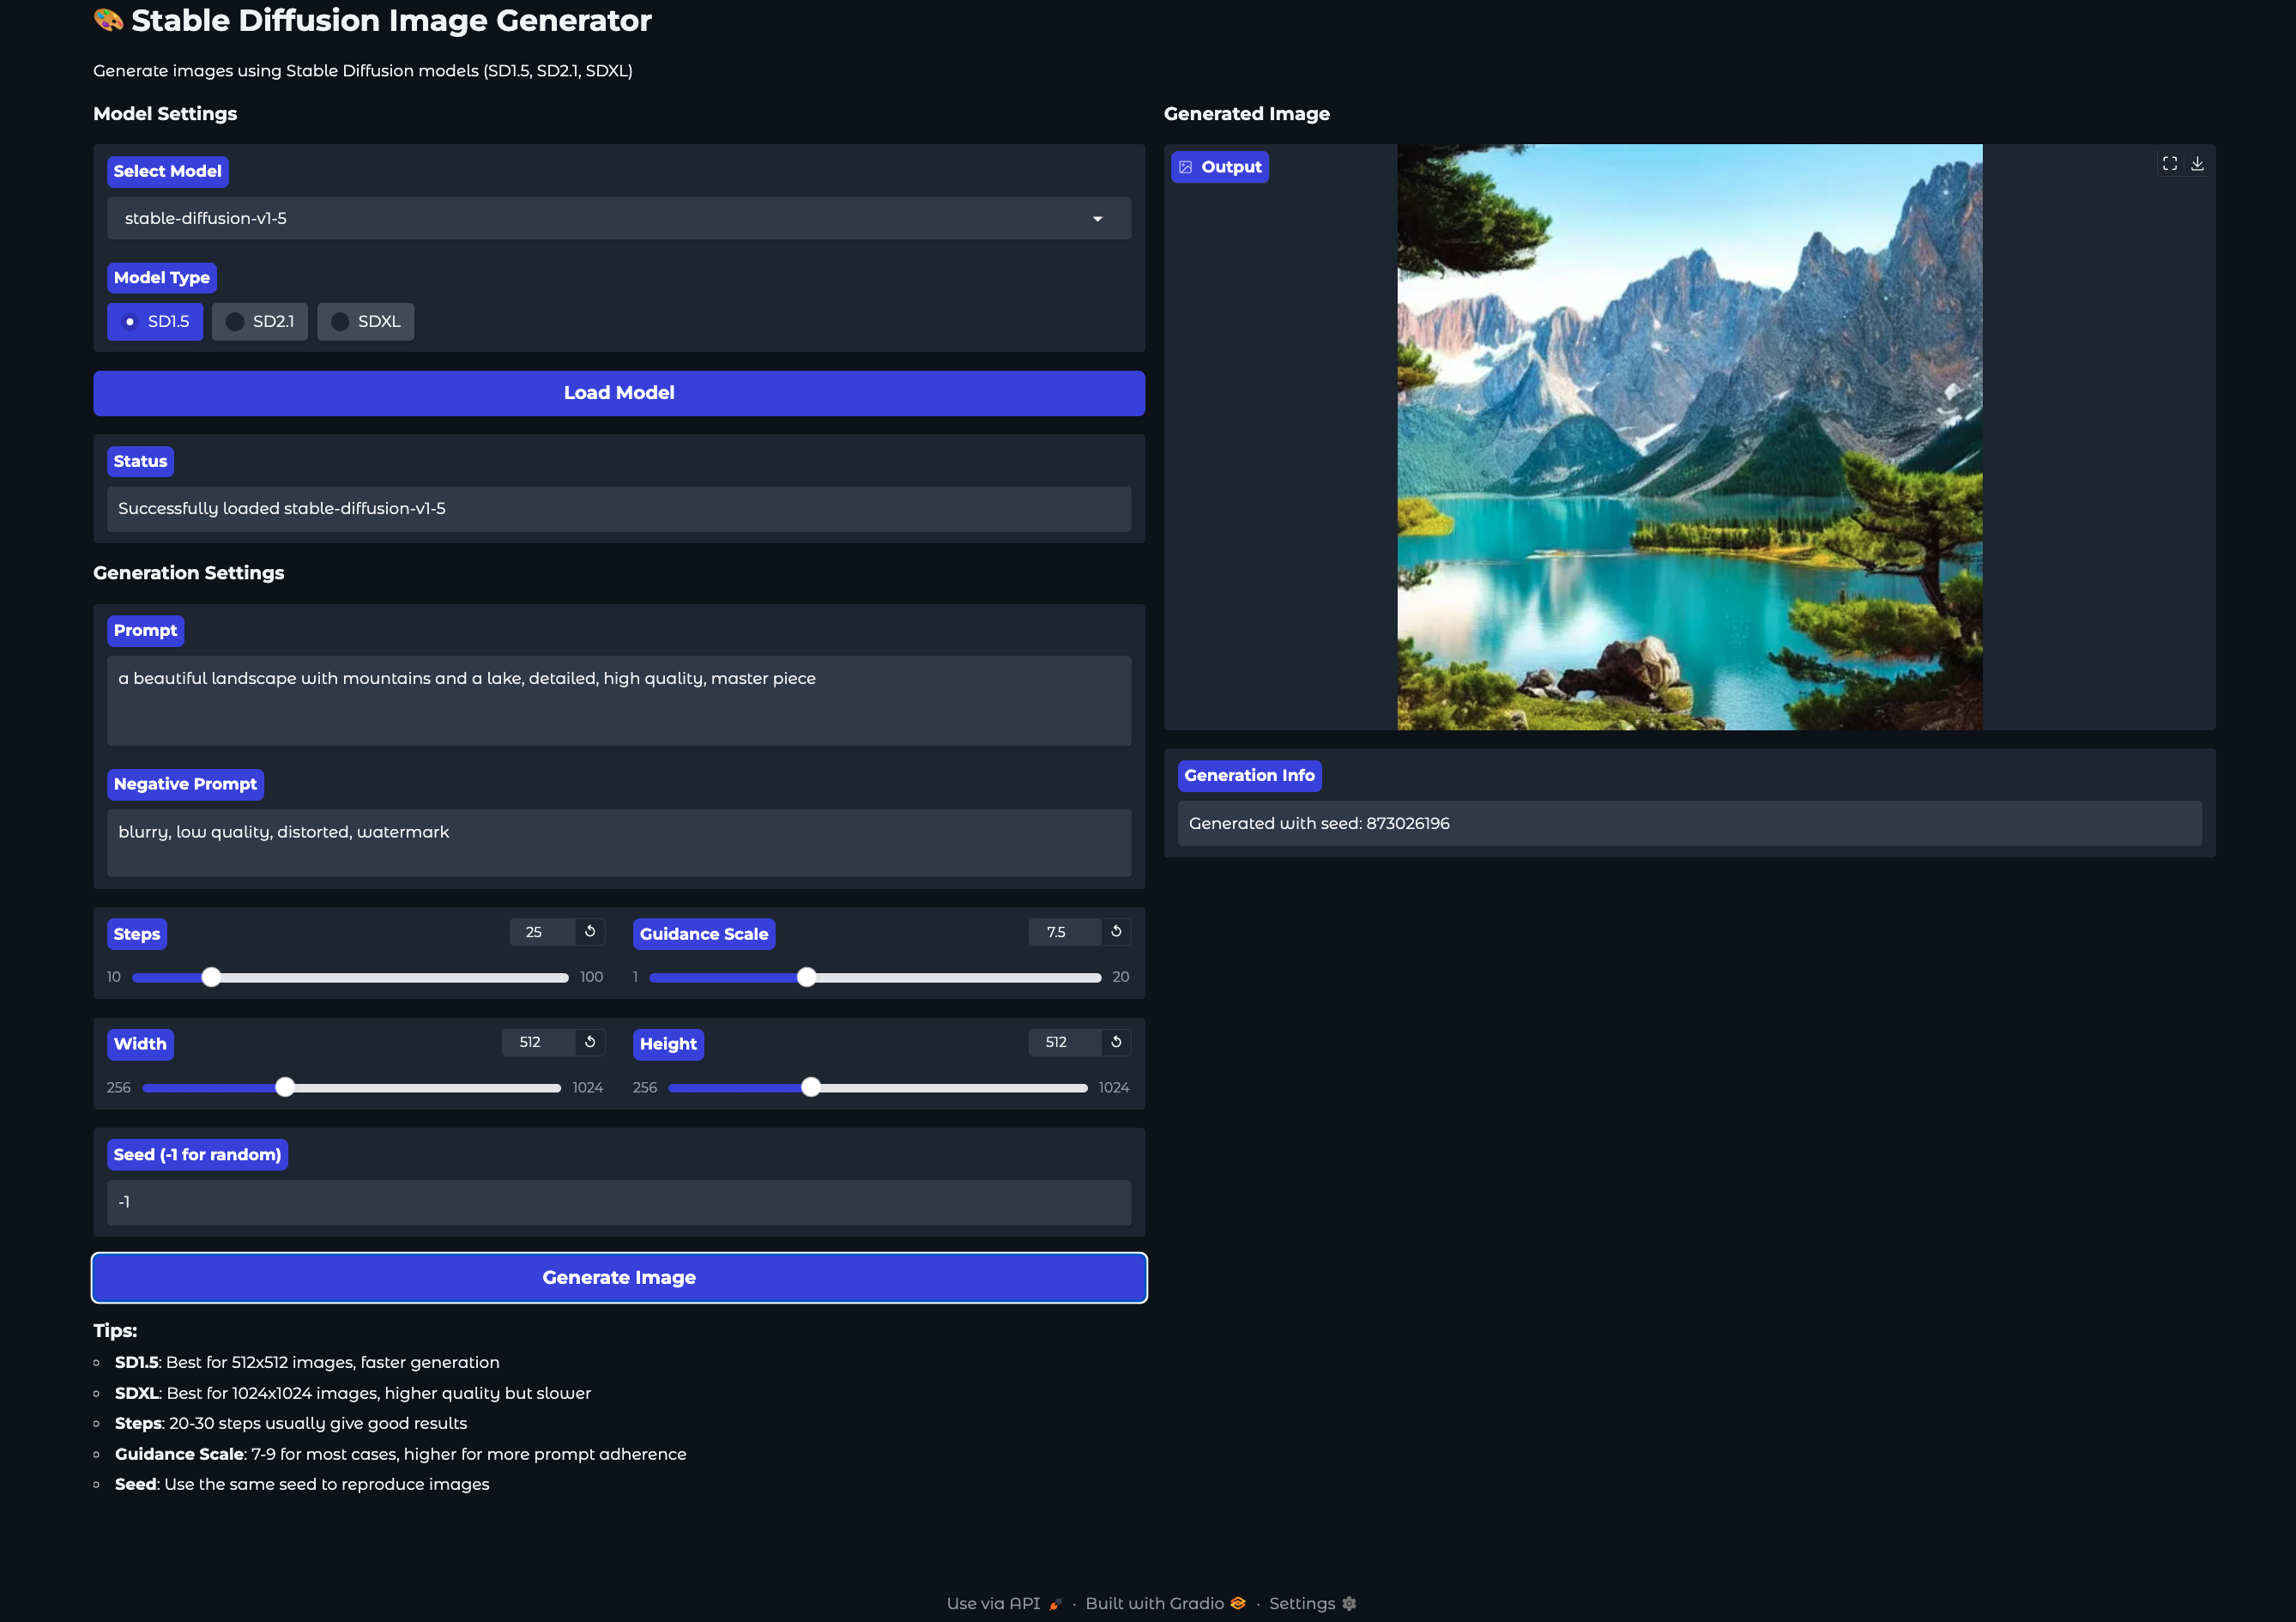 🎨 Stable Diffusion Image Generator
Generate images using Stable Diffusion models (SD1.5, SD2.1, SDXL)
Model Settings
Select Model
stable-diffusion-v1-5
Model Type
SD1.5 SD2.1 SDXL
Load Model
Status
Successfully loaded stable-diffusion-v1-5
Generation Settings
Prompt
a beautiful landscape with mountains and a lake, detailed, high quality, master piece
Negative Prompt
blurry, low quality, distorted, watermark
Steps 25
10 100
Guidance Scale 7.5
1 20
Width 512
256 1024
Height 512
256 1024
Seed (-1 for random)
-1
Generate Image
Tips:
SD1.5: Best for 512x512 images, faster generation
SDXL: Best for 1024x1024 images, higher quality but slower
Steps: 20-30 steps usually give good results
Guidance Scale: 7-9 for most cases, higher for more prompt adherence
Seed: Use the same seed to reproduce images
Generated Image
Output
Generation Info
Generated with seed: 873026196
Use via API 🚀 · Built with Gradio · Settings ⚙️